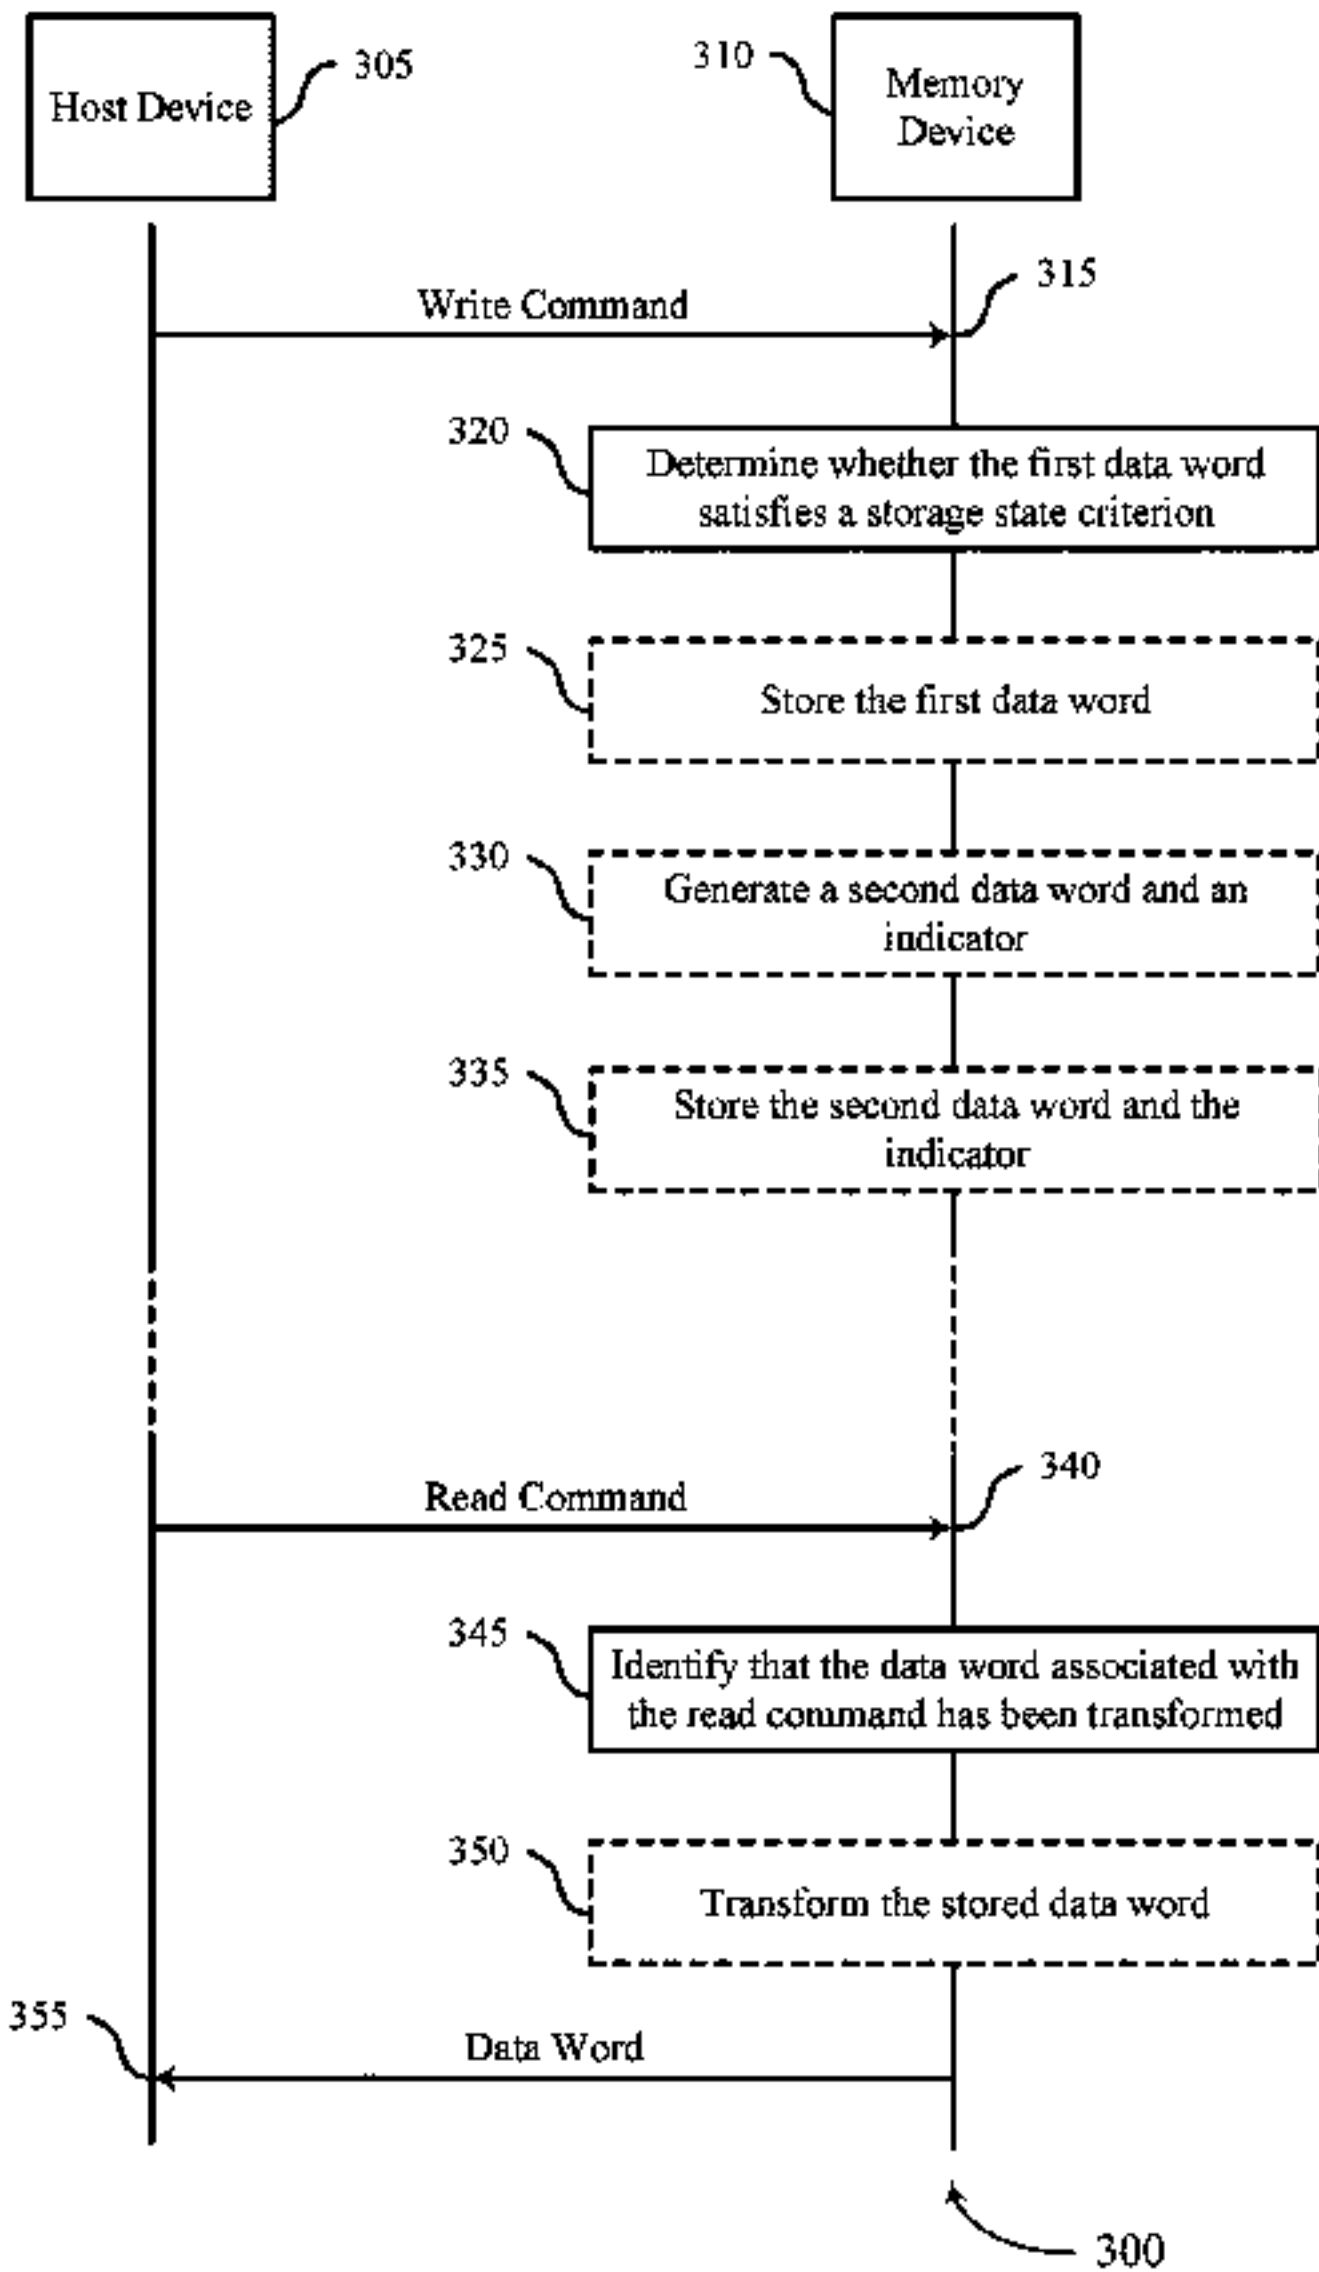 Host Device
305
310
Memory
Device
315
Write Command
320
Determine whether the first data word
satisfies a storage state criterion
325
Store the first data word
330
Generate a second data word and an
indicator
335
Store the second data word and the
indicator
340
Read Command
345
Identify that the data word associated with
the read command has been transformed
350
Transform the stored data word
355
Data Word
300